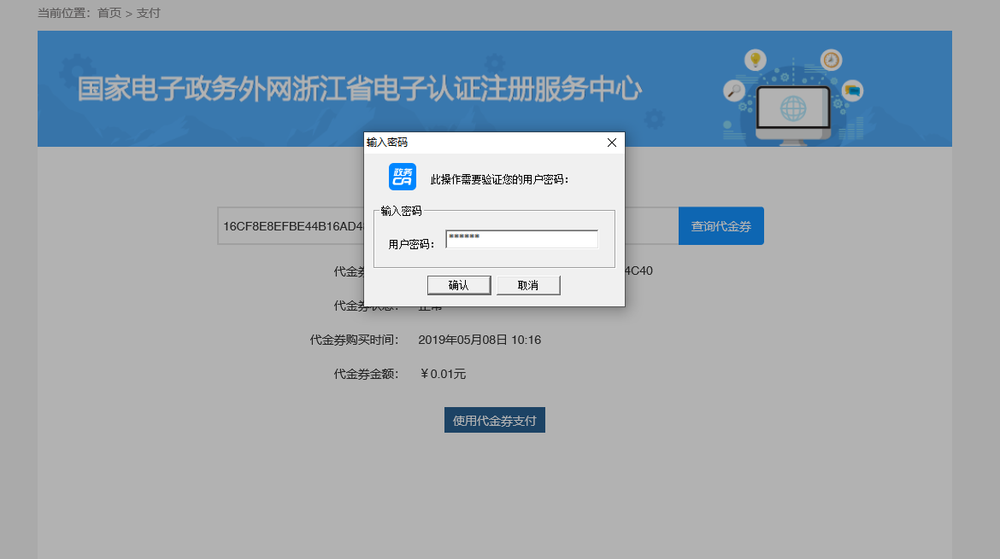 当前位置：首页 > 支付
国家电子政务外网浙江省电子认证注册服务中心
输入密码
政务
CA
此操作需要验证您的用户密码：
16CF8E8EFBE44B16AD4
查询代金券
输入密码
用户密码： ******
代金券
4C40
确认 取消
代金券状态： 正常
代金券购买时间： 2019年05月08日 10:16
代金券金额： ￥0.01元
使用代金券支付